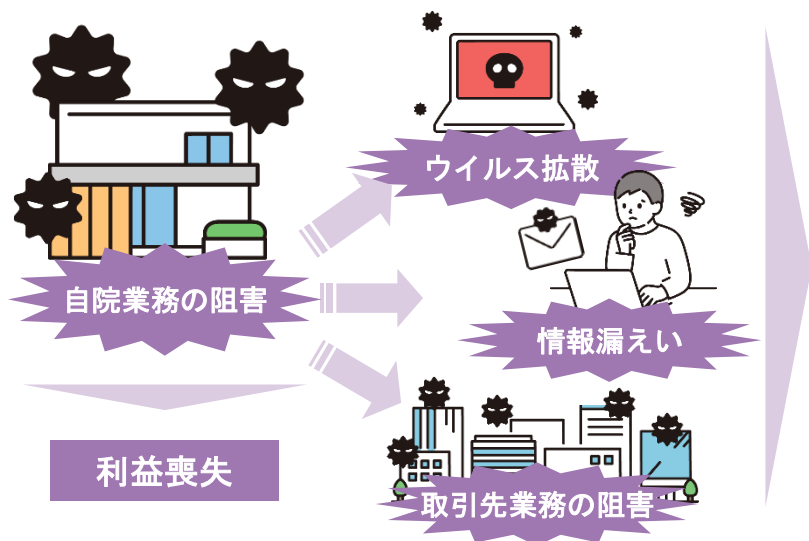 ウイルス拡散
自院業務の阻害
情報漏えい
利益喪失
取引先業務の阻害